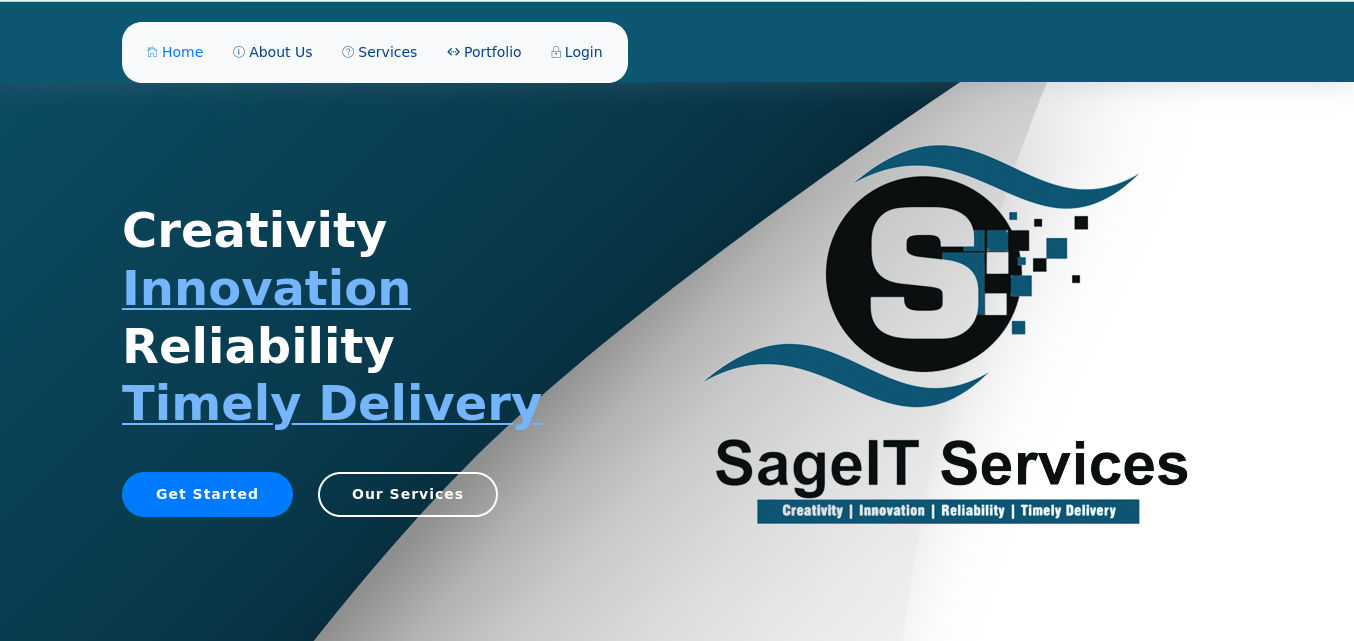 Home About Us Services Portfolio Login
Creativity
Innovation
Reliability
Timely Delivery
Get Started Our Services
S
SageIT Services
Creativity | Innovation | Reliability | Timely Delivery